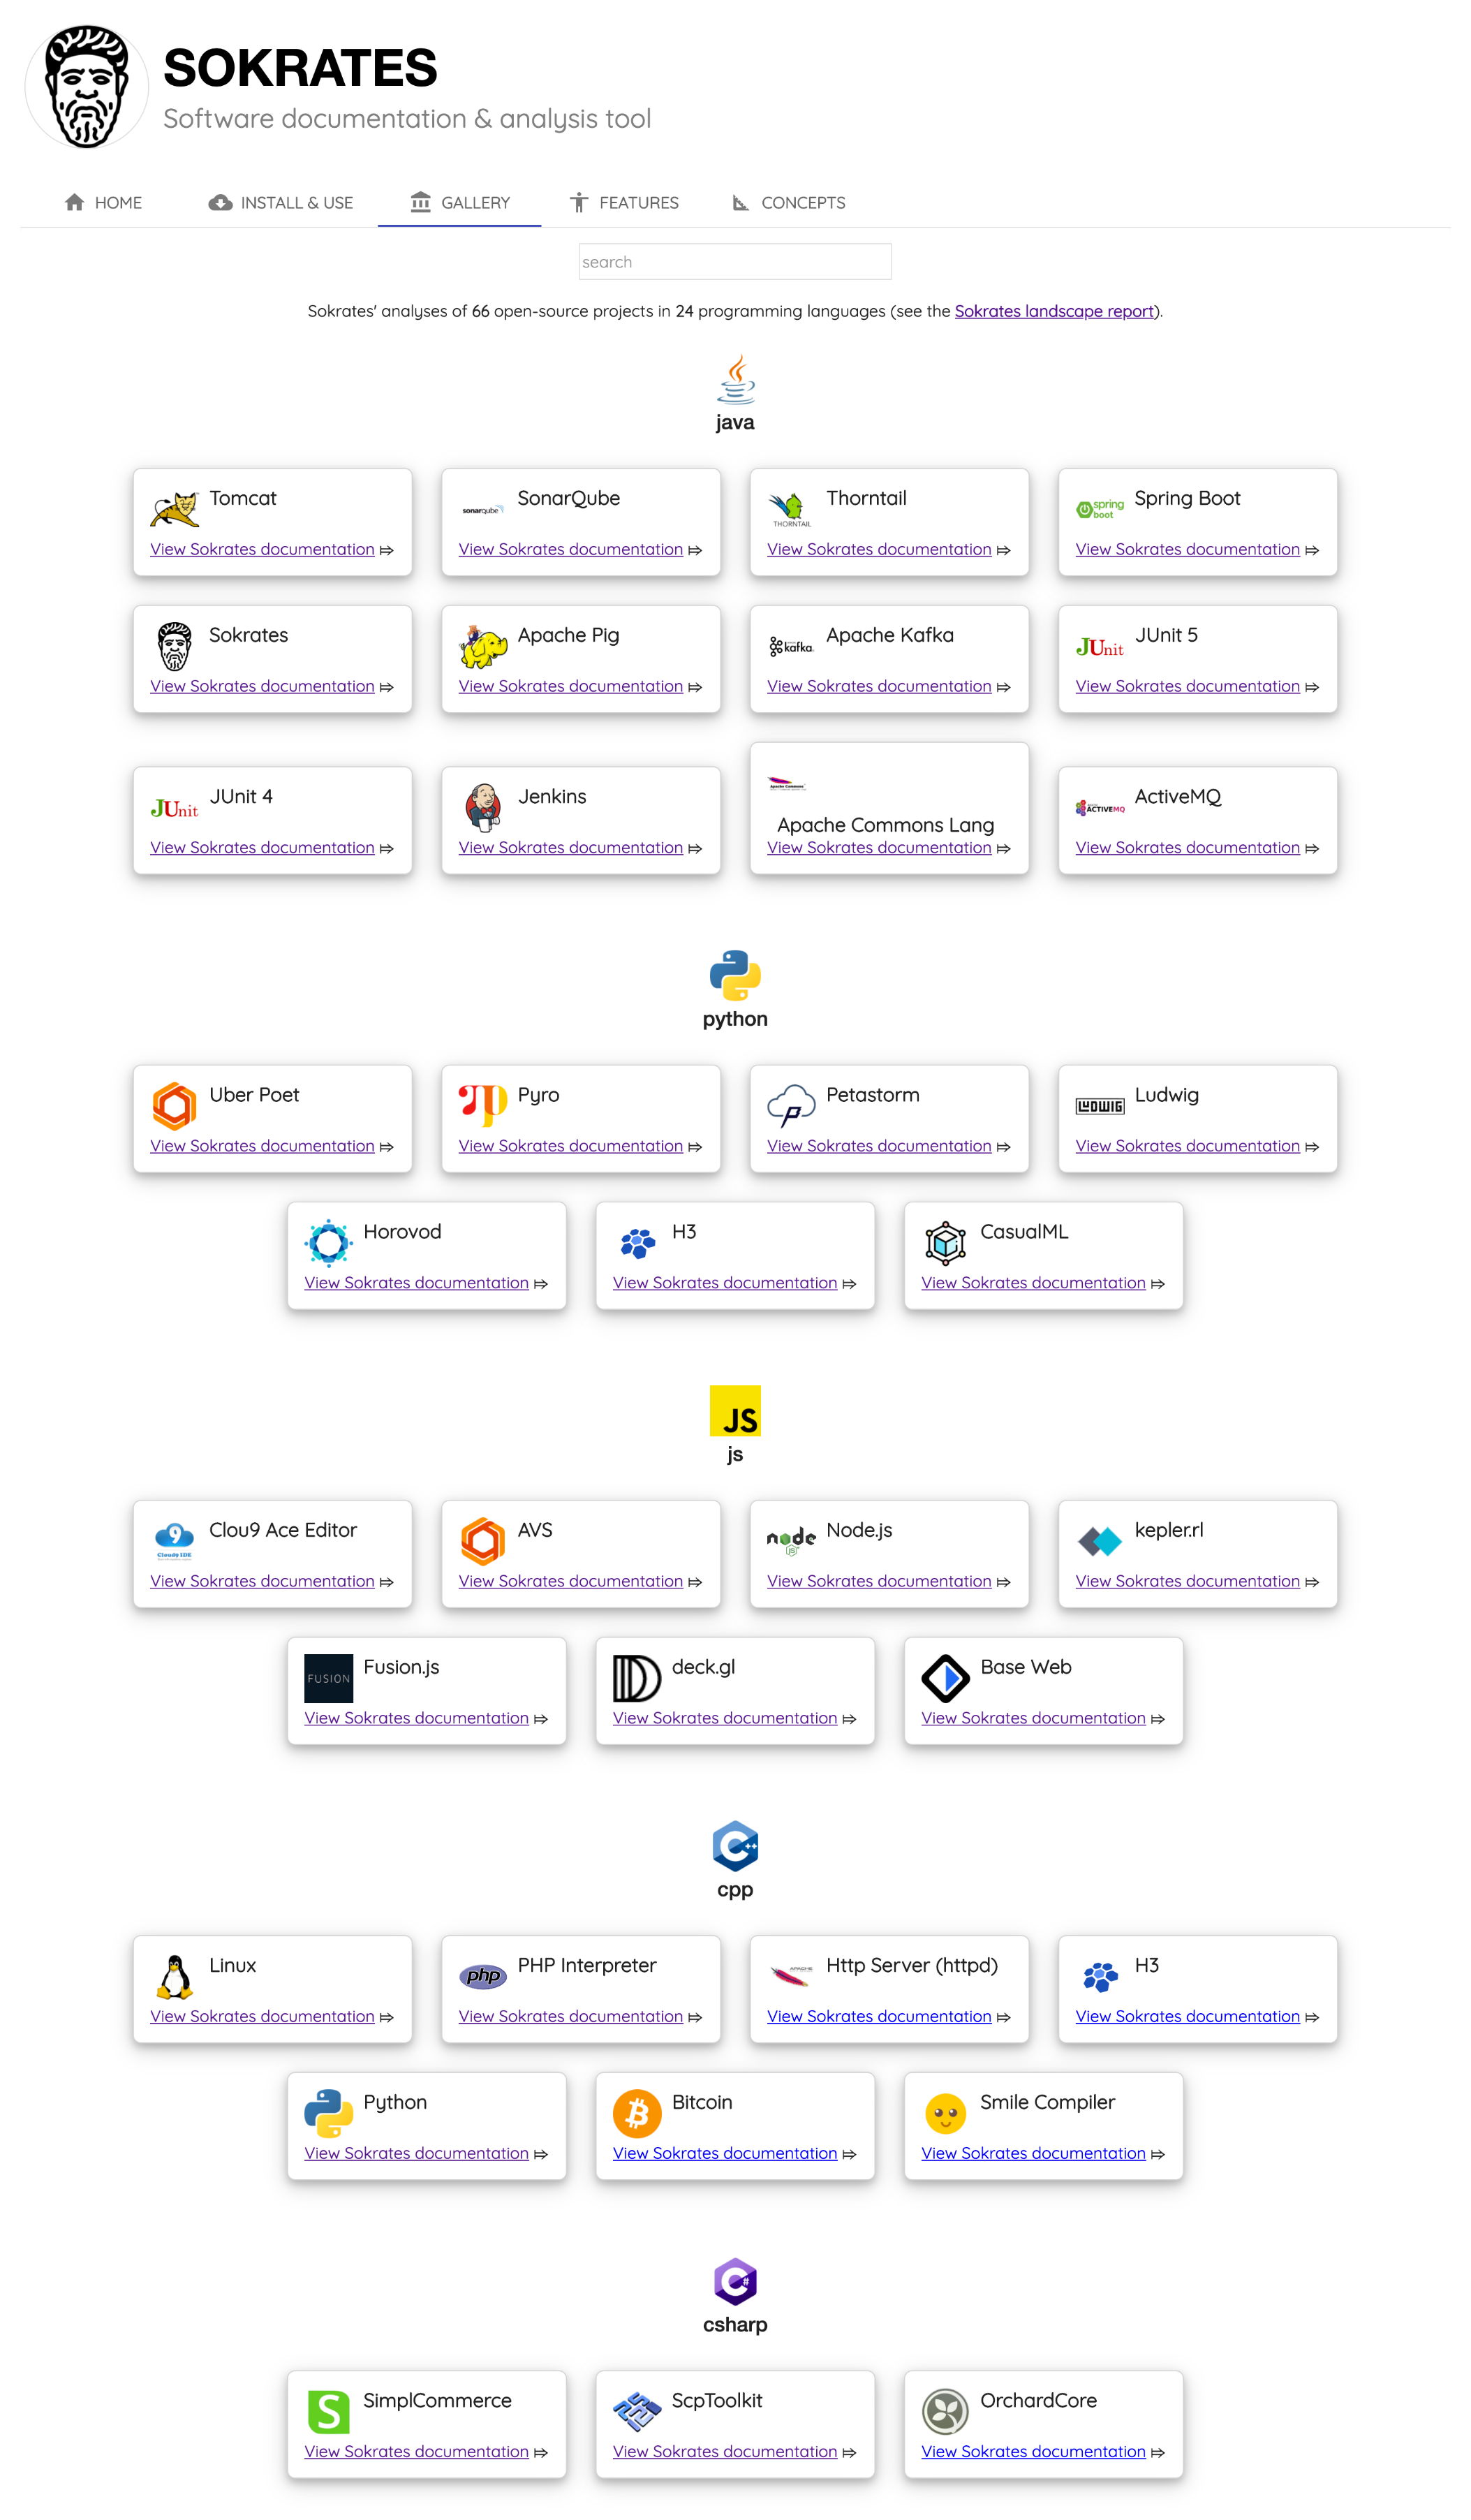 SOKRATES
Software documentation & analysis tool
HOME INSTALL & USE GALLERY FEATURES CONCEPTS
search
Sokrates' analyses of 66 open-source projects in 24 programming languages (see the Sokrates landscape report).
java
Tomcat
View Sokrates documentation ⤇
sonarqube SonarQube
View Sokrates documentation ⤇
THORNTAIL Thorntail
View Sokrates documentation ⤇
spring boot Spring Boot
View Sokrates documentation ⤇
Sokrates
View Sokrates documentation ⤇
Apache Pig
View Sokrates documentation ⤇
kafka Apache Kafka
View Sokrates documentation ⤇
JUnit JUnit 5
View Sokrates documentation ⤇
JUnit JUnit 4
View Sokrates documentation ⤇
Jenkins
View Sokrates documentation ⤇
Apache Commons
Apache Commons Lang
View Sokrates documentation ⤇
ACTIVEMQ ActiveMQ
View Sokrates documentation ⤇
python
Uber Poet
View Sokrates documentation ⤇
Pyro
View Sokrates documentation ⤇
Petastorm
View Sokrates documentation ⤇
LUDWIG Ludwig
View Sokrates documentation ⤇
Horovod
View Sokrates documentation ⤇
H3
View Sokrates documentation ⤇
CasualML
View Sokrates documentation ⤇
JS
js
9 Cloud9 IDE Clou9 Ace Editor
View Sokrates documentation ⤇
AVS
View Sokrates documentation ⤇
node JS Node.js
View Sokrates documentation ⤇
kepler.rl
View Sokrates documentation ⤇
FUSION Fusion.js
View Sokrates documentation ⤇
deck.gl
View Sokrates documentation ⤇
Base Web
View Sokrates documentation ⤇
C++
cpp
Linux
View Sokrates documentation ⤇
php PHP Interpreter
View Sokrates documentation ⤇
APACHE Http Server (httpd)
View Sokrates documentation ⤇
H3
View Sokrates documentation ⤇
Python
View Sokrates documentation ⤇
Bitcoin
View Sokrates documentation ⤇
Smile Compiler
View Sokrates documentation ⤇
C#
csharp
S SimplCommerce
View Sokrates documentation ⤇
ScpToolkit
View Sokrates documentation ⤇
OrchardCore
View Sokrates documentation ⤇